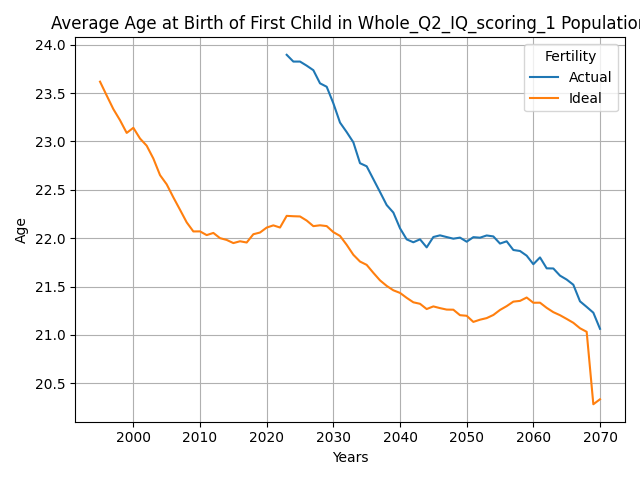 Average Age at Birth of First Child in Whole_Q2_IQ_scoring_1 Population
24.0
23.5
23.0
22.5
22.0
21.5
21.0
20.5
Age
Fertility
Actual
Ideal
2000
2010
2020
2030
2040
2050
2060
2070
Years